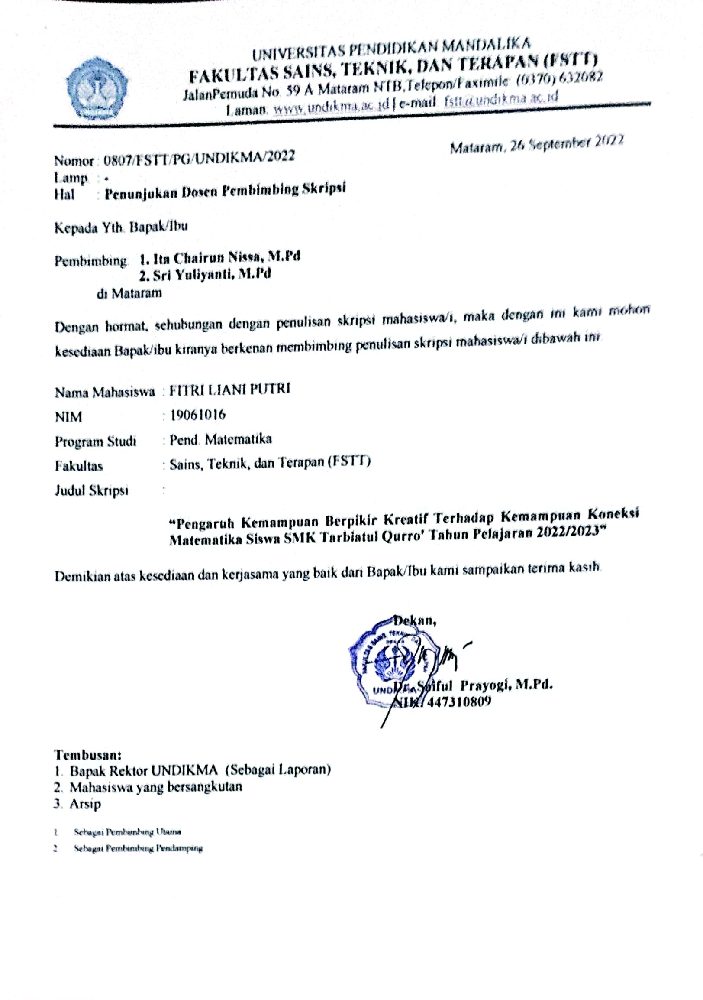 UNIVERSITAS PENDIDIKAN MANDALIKA
FAKULTAS SAINS, TEKNIK, DAN TERAPAN (FSTT)
JalanPemuda No. 59 A Mataram NTB,Telepon/Faximile (0370) 632082
Laman: www.undikma.ac.id | e-mail: fstt@undikma.ac.id
Mataram, 26 September 2022
Nomor : 0807/FSTT/PG/UNDIKMA/2022
Lamp : -
Hal : Penunjukan Dosen Pembimbing Skripsi
Kepada Yth. Bapak/Ibu
Pembimbing: 1. Ita Chairun Nissa, M.Pd
2. Sri Yuliyanti, M.Pd
di Mataram
Dengan hormat, sehubungan dengan penulisan skripsi mahasiswa/i, maka dengan ini kami mohon
kesediaan Bapak/ibu kiranya berkenan membimbing penulisan skripsi mahasiswa/i dibawah ini
Nama Mahasiswa : FITRI LIANI PUTRI
NIM : 19061016
Program Studi : Pend. Matematika
Fakultas : Sains, Teknik, dan Terapan (FSTT)
Judul Skripsi :
“Pengaruh Kemampuan Berpikir Kreatif Terhadap Kemampuan Koneksi
Matematika Siswa SMK Tarbiatul Qurro' Tahun Pelajaran 2022/2023”
Demikian atas kesediaan dan kerjasama yang baik dari Bapak/Ibu kami sampaikan terima kasih.
Dekan,
FAKULTAS SAINS, TEKNIK DAN
DEKAN
UNDIKMA
Dr. Saiful Prayogi, M.Pd.
NIK. 447310809
Tembusan:
1. Bapak Rektor UNDIKMA (Sebagai Laporan)
2. Mahasiswa yang bersangkutan
3. Arsip
1 Sebagai Pembimbing Utama
2 Sebagai Pembimbing Pendamping